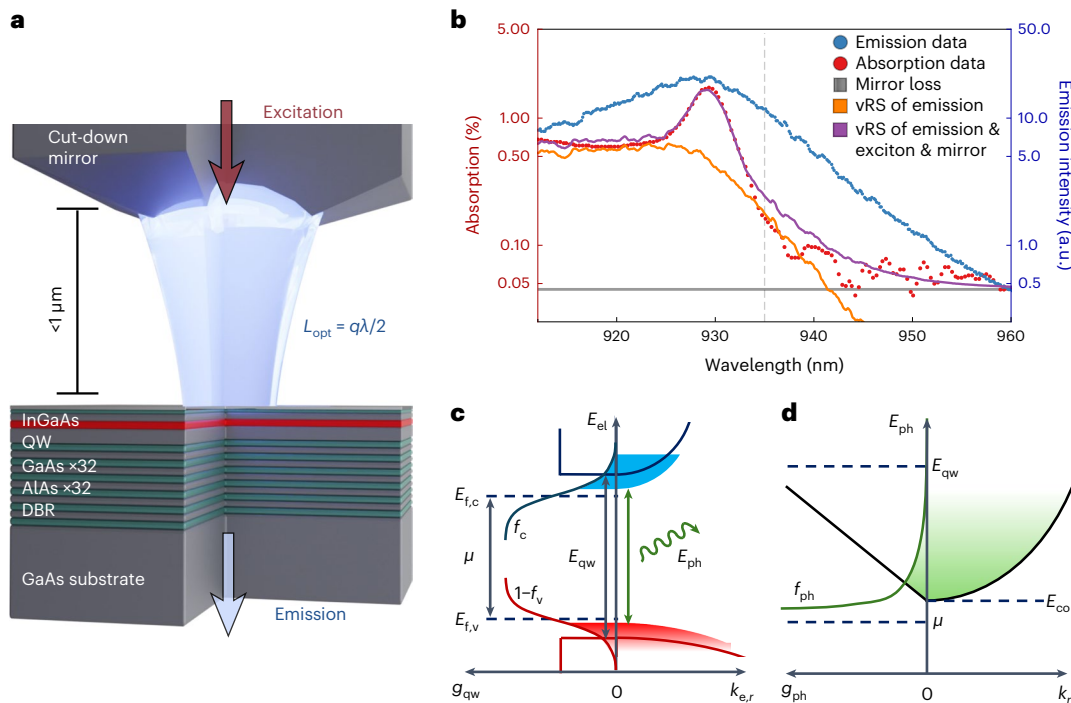 a
Excitation
Cut-down
mirror
<1 μm
L_opt = qλ/2
InGaAs
QW
GaAs ×32
AlAs ×32
DBR
GaAs substrate
Emission
b
5.00
1.00
0.50
0.10
0.05
Absorption (%)
50.0
10.0
5.0
1.0
0.5
Emission intensity (a.u.)
Emission data
Absorption data
Mirror loss
vRS of emission
vRS of emission &
exciton & mirror
920
930
940
950
960
Wavelength (nm)
c
E_el
E_f,c
f_c
μ
E_qw
E_ph
1−f_v
E_f,v
g_qw
0
k_e,r
d
E_ph
E_qw
f_ph
E_co
μ
g_ph
0
k_r